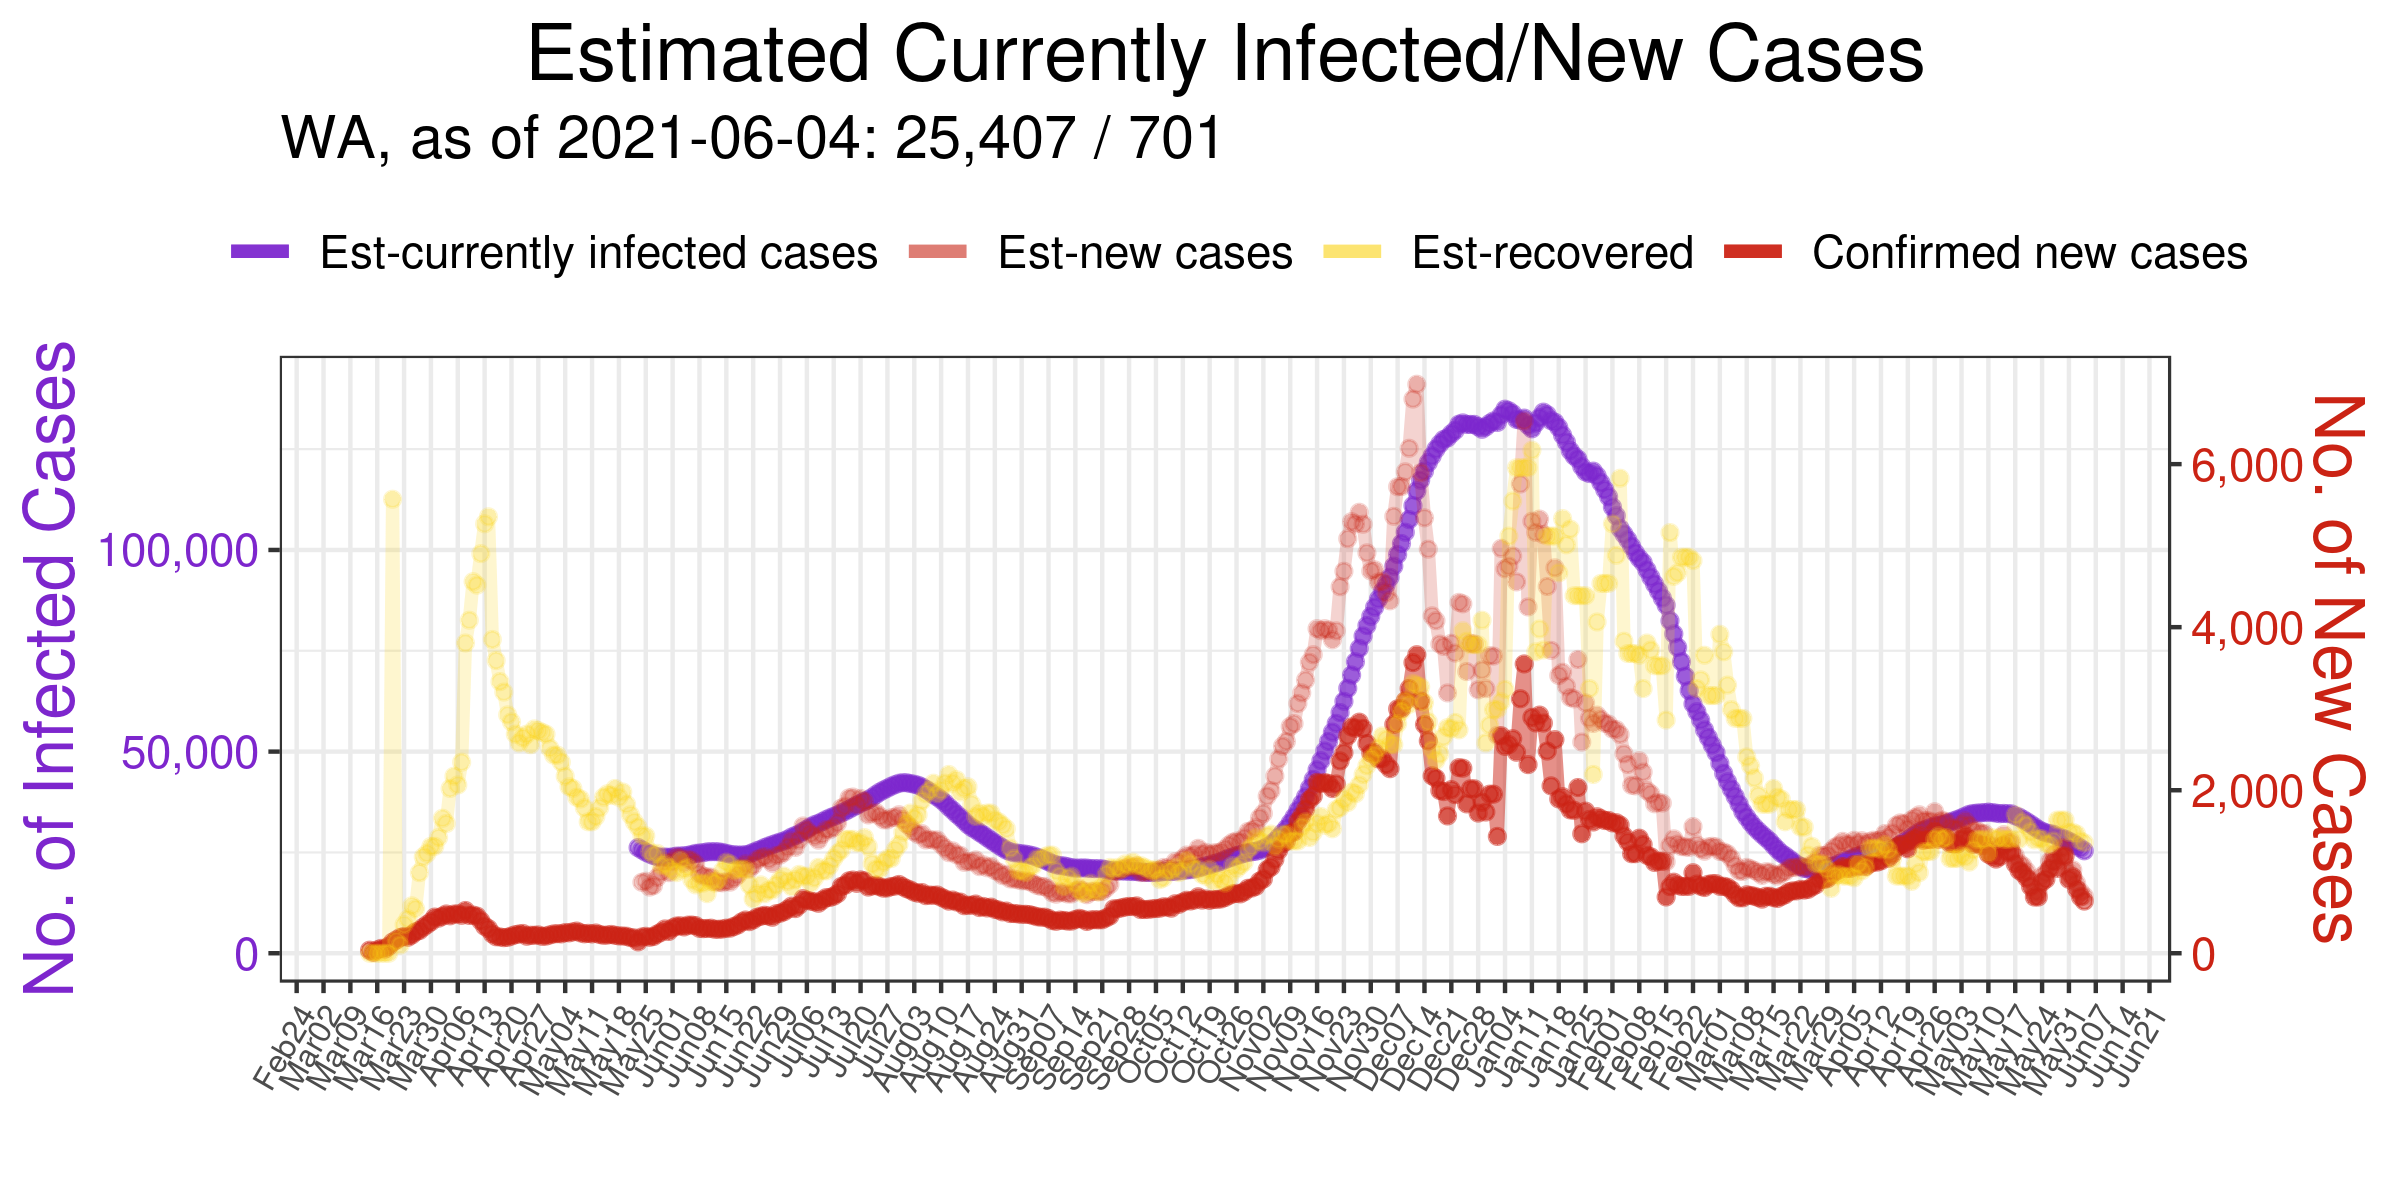 Estimated Currently Infected/New Cases
WA, as of 2021-06-04: 25,407 / 701
Est-currently infected cases Est-new cases Est-recovered Confirmed new cases
No. of Infected Cases
100,000
50,000
0
6,000
4,000
2,000
0
No. of New Cases
Feb24 Mar02 Mar09 Mar16 Mar23 Mar30 Apr06 Apr13 Apr20 Apr27 May04 May11 May18 May25 Jun01 Jun08 Jun15 Jun22 Jun29 Jul06 Jul13 Jul20 Jul27 Aug03 Aug10 Aug17 Aug24 Aug31 Sep07 Sep14 Sep21 Sep28 Oct05 Oct12 Oct19 Oct26 Nov02 Nov09 Nov16 Nov23 Nov30 Dec07 Dec14 Dec21 Dec28 Jan04 Jan11 Jan18 Jan25 Feb01 Feb08 Feb15 Feb22 Mar01 Mar08 Mar15 Mar22 Mar29 Apr05 Apr12 Apr19 Apr26 May03 May10 May17 May24 May31 Jun07 Jun14 Jun21